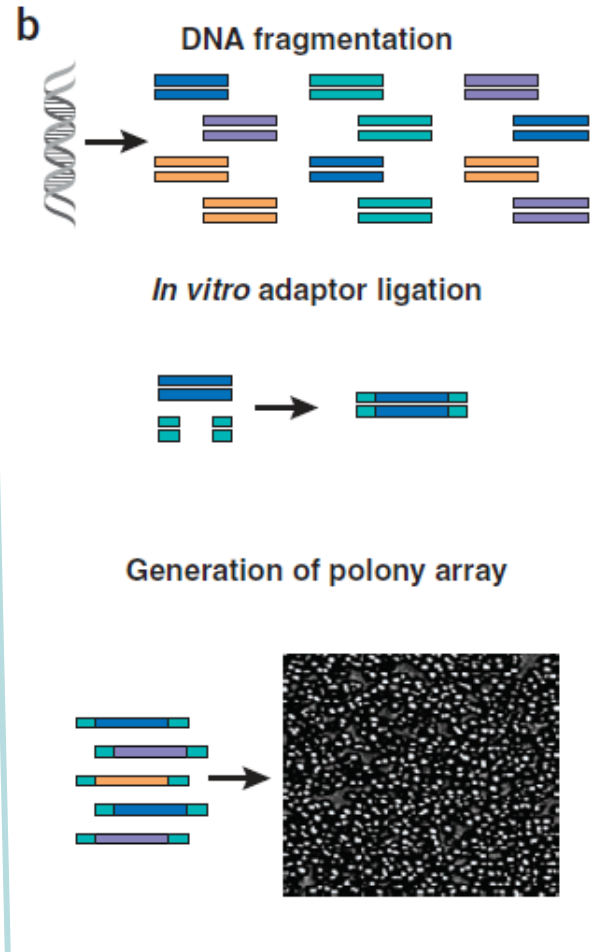 b
DNA fragmentation
In vitro adaptor ligation
Generation of polony array